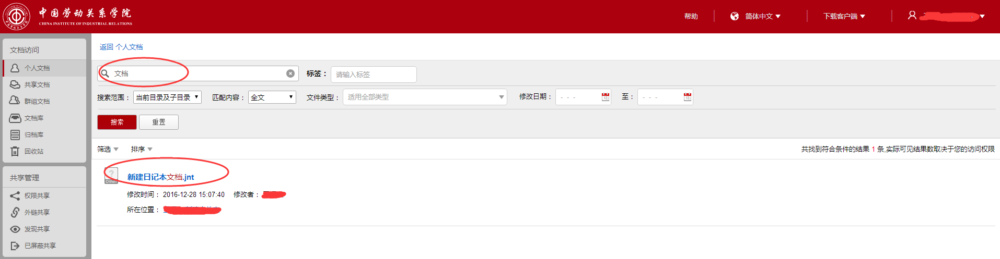 中国劳动关系学院
CHINA INSTITUTE OF INDUSTRIAL RELATIONS
帮助 简体中文 下载客户端
文档访问
个人文档
共享文档
群组文档
文档库
归档库
回收站
共享管理
权限共享
外链共享
发现共享
已屏蔽共享
返回 个人文档
文档 标签： 请输入标签
搜索范围： 当前目录及子目录 匹配内容： 全文 文件类型： 适用全部类型 修改日期： - - - 至： - - -
搜索 重置
筛选 排序 共找到符合条件的结果 1 条,实际可见结果数取决于您的访问权限
? Other
新建日记本文档.jnt
修改时间： 2016-12-28 15:07:40 修改者：
所在位置：